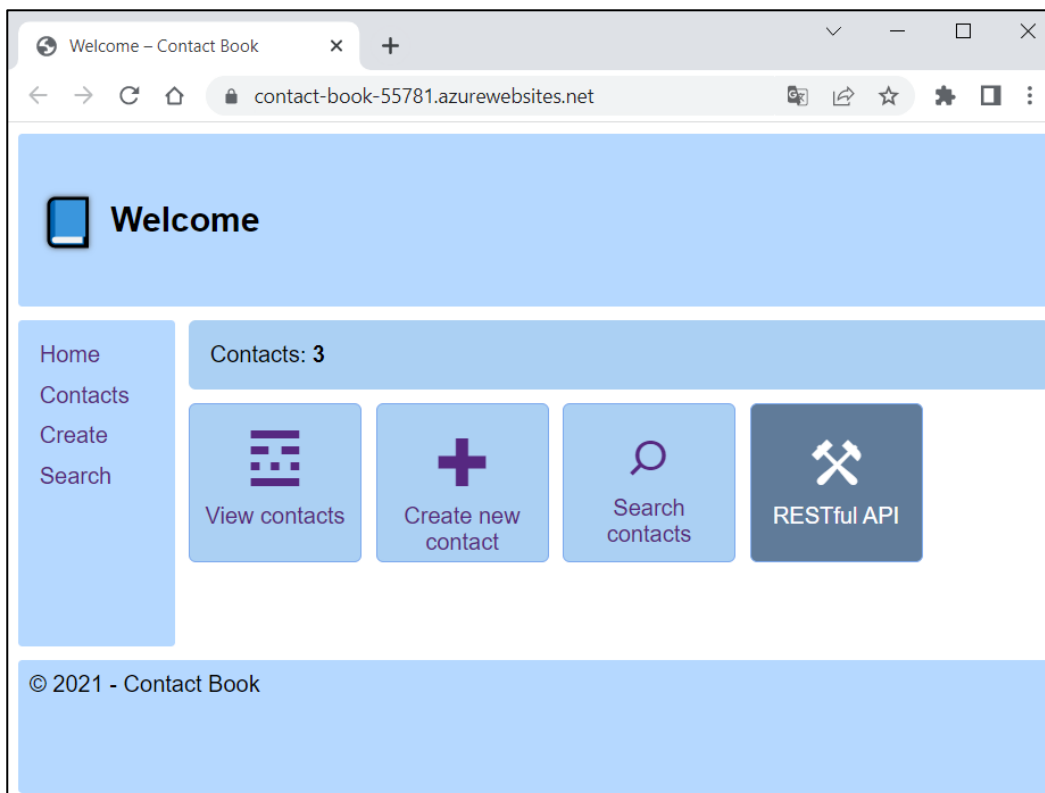 Welcome – Contact Book
contact-book-55781.azurewebsites.net
Welcome
Home
Contacts
Create
Search
Contacts: 3
View contacts
Create new
contact
Search
contacts
RESTful API
© 2021 - Contact Book